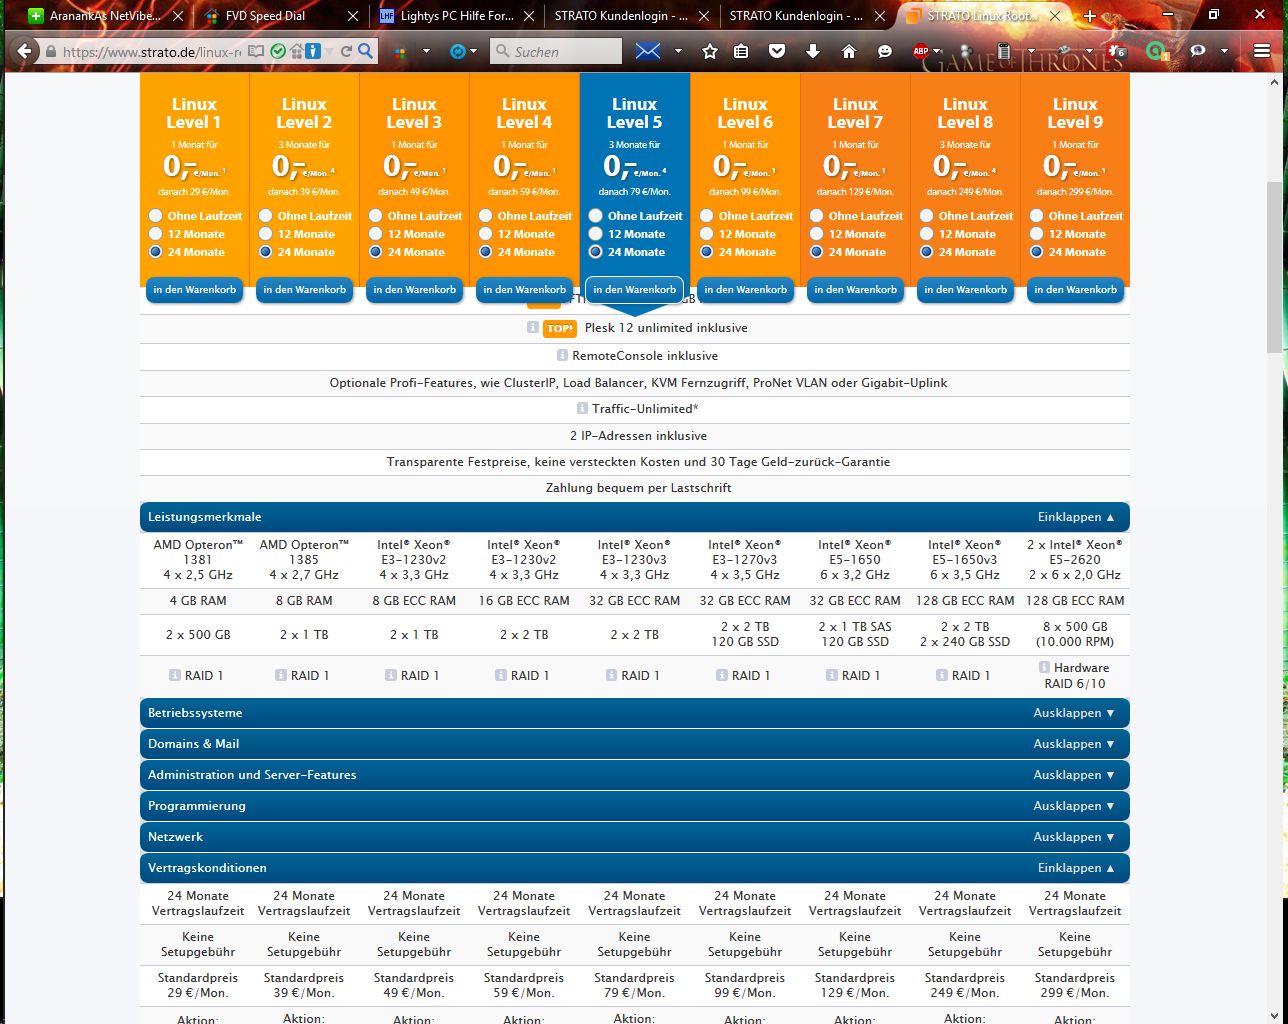 AranankAs NetVibe...
FVD Speed Dial
Lightys PC Hilfe For...
STRATO Kundenlogin - ...
STRATO Kundenlogin - ...
STRATO Linux Root...
https://www.strato.de/linux-r
Suchen
GAME OF THRONES
Linux Level 1
1 Monat für
0,– €/Mon. 1
danach 29 €/Mon.
Ohne Laufzeit
12 Monate
24 Monate
in den Warenkorb
Linux Level 2
3 Monate für
0,– €/Mon. 4
danach 39 €/Mon.
Ohne Laufzeit
12 Monate
24 Monate
in den Warenkorb
Linux Level 3
1 Monat für
0,– €/Mon. 1
danach 49 €/Mon.
Ohne Laufzeit
12 Monate
24 Monate
in den Warenkorb
Linux Level 4
1 Monat für
0,– €/Mon. 1
danach 59 €/Mon.
Ohne Laufzeit
12 Monate
24 Monate
in den Warenkorb
Linux Level 5
3 Monate für
0,– €/Mon. 4
danach 79 €/Mon.
Ohne Laufzeit
12 Monate
24 Monate
in den Warenkorb
Linux Level 6
1 Monat für
0,– €/Mon. 1
danach 99 €/Mon.
Ohne Laufzeit
12 Monate
24 Monate
in den Warenkorb
Linux Level 7
1 Monat für
0,– €/Mon. 1
danach 129 €/Mon.
Ohne Laufzeit
12 Monate
24 Monate
in den Warenkorb
Linux Level 8
3 Monate für
0,– €/Mon. 4
danach 249 €/Mon.
Ohne Laufzeit
12 Monate
24 Monate
in den Warenkorb
Linux Level 9
1 Monat für
0,– €/Mon. 1
danach 299 €/Mon.
Ohne Laufzeit
12 Monate
24 Monate
in den Warenkorb
TOP! Plesk 12 unlimited inklusive
RemoteConsole inklusive
Optionale Profi-Features, wie ClusterIP, Load Balancer, KVM Fernzugriff, ProNet VLAN oder Gigabit-Uplink
Traffic-Unlimited*
2 IP-Adressen inklusive
Transparente Festpreise, keine versteckten Kosten und 30 Tage Geld-zurück-Garantie
Zahlung bequem per Lastschrift
Leistungsmerkmale Einklappen ▲
AMD Opteron™ AMD Opteron™ Intel® Xeon® Intel® Xeon® Intel® Xeon® Intel® Xeon® Intel® Xeon® Intel® Xeon® 2 x Intel® Xeon®
1381 1385 E3-1230v2 E3-1230v2 E3-1230v3 E3-1270v3 E5-1650 E5-1650v3 E5-2620
4 x 2,5 GHz 4 x 2,7 GHz 4 x 3,3 GHz 4 x 3,3 GHz 4 x 3,3 GHz 4 x 3,5 GHz 6 x 3,2 GHz 6 x 3,5 GHz 2 x 6 x 2,0 GHz
4 GB RAM 8 GB RAM 8 GB ECC RAM 16 GB ECC RAM 32 GB ECC RAM 32 GB ECC RAM 32 GB ECC RAM 128 GB ECC RAM 128 GB ECC RAM
2 x 500 GB 2 x 1 TB 2 x 1 TB 2 x 2 TB 2 x 2 TB 2 x 2 TB 2 x 1 TB SAS 2 x 2 TB 8 x 500 GB
120 GB SSD 120 GB SSD 2 x 240 GB SSD (10.000 RPM)
RAID 1 RAID 1 RAID 1 RAID 1 RAID 1 RAID 1 RAID 1 RAID 1 Hardware
RAID 6/10
Betriebssysteme Ausklappen ▼
Domains & Mail Ausklappen ▼
Administration und Server-Features Ausklappen ▼
Programmierung Ausklappen ▼
Netzwerk Ausklappen ▼
Vertragskonditionen Einklappen ▲
24 Monate 24 Monate 24 Monate 24 Monate 24 Monate 24 Monate 24 Monate 24 Monate 24 Monate
Vertragslaufzeit Vertragslaufzeit Vertragslaufzeit Vertragslaufzeit Vertragslaufzeit Vertragslaufzeit Vertragslaufzeit Vertragslaufzeit Vertragslaufzeit
Keine Keine Keine Keine Keine Keine Keine Keine Keine
Setupgebühr Setupgebühr Setupgebühr Setupgebühr Setupgebühr Setupgebühr Setupgebühr Setupgebühr Setupgebühr
Standardpreis Standardpreis Standardpreis Standardpreis Standardpreis Standardpreis Standardpreis Standardpreis Standardpreis
29 €/Mon. 39 €/Mon. 49 €/Mon. 59 €/Mon. 79 €/Mon. 99 €/Mon. 129 €/Mon. 249 €/Mon. 299 €/Mon.
Aktion: Aktion: Aktion: Aktion: Aktion: Aktion: Aktion: Aktion: Aktion: